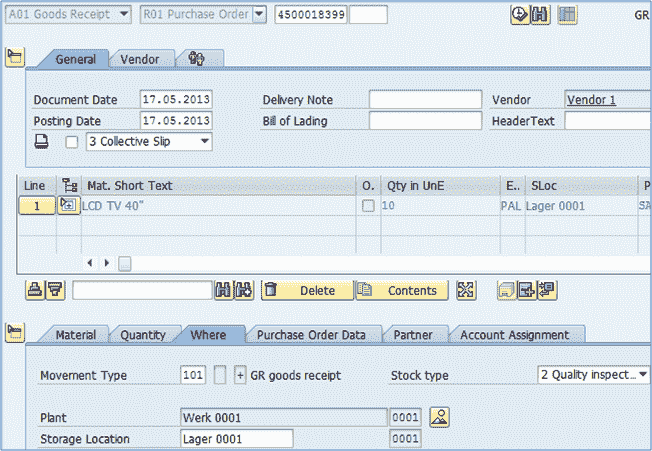 A01 Goods Receipt R01 Purchase Order 4500018399 GR
General Vendor
Document Date 17.05.2013 Delivery Note Vendor Vendor 1
Posting Date 17.05.2013 Bill of Lading HeaderText
3 Collective Slip
Line Mat. Short Text O. Qty in UnE E.. SLoc P
1 LCD TV 40" 10 PAL Lager 0001 SA
Delete Contents
Material Quantity Where Purchase Order Data Partner Account Assignment
Movement Type 101 + GR goods receipt Stock type 2 Quality inspect...
Plant Werk 0001 0001
Storage Location Lager 0001 0001